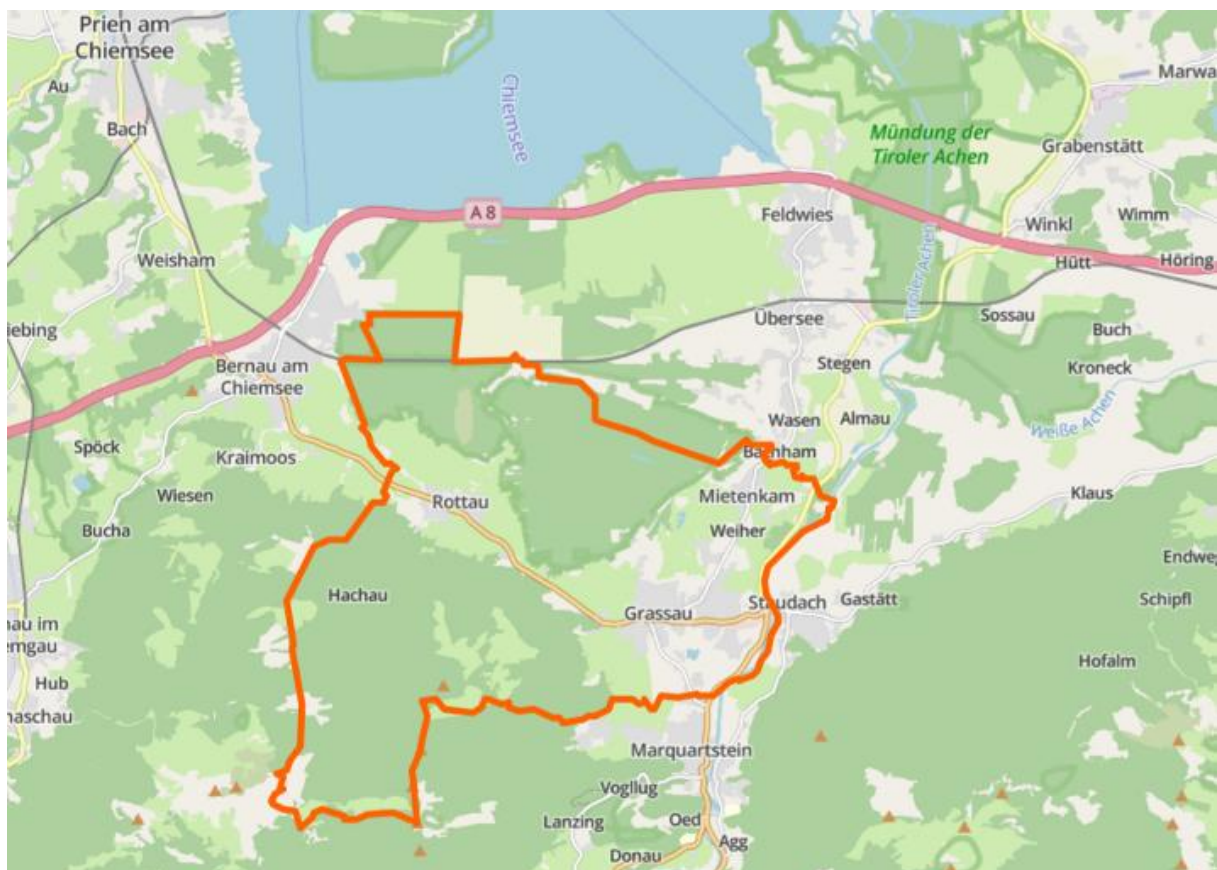 Prien am
Chiemsee
Au
Bach
Chiemsee
Marwa
Mündung der
Tiroler Achen
Grabenstätt
A 8
Feldwies
Winkl
Wimm
Weisham
Hütt
Höring
Tiroler Achen
iebing
Übersee
Sossau
Buch
Bernau am
Chiemsee
Stegen
Kroneck
Wasen
Almau
Weiße Achen
Spöck
Kraimoos
Wiesen
Rottau
Mietenkam
Klaus
Bucha
Weiher
Endweg
Hachau
Grassau
Staudach
Gastätt
Schipfl
nau im
emgau
Hofalm
Hub
naschau
Marquartstein
Vogllug
Lanzing
Oed
Agg
Donau